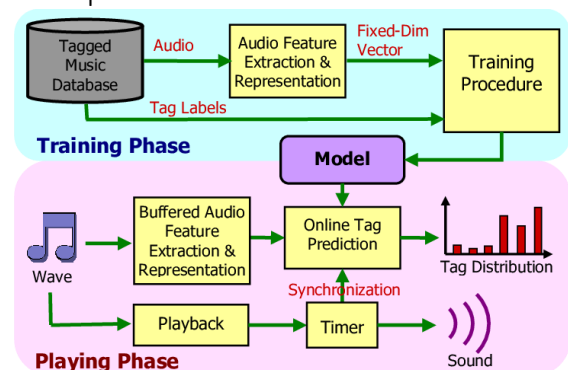 Tagged
Music
Database
Audio
Audio Feature
Extraction &
Representation
Fixed-Dim
Vector
Training
Procedure
Tag Labels
Training Phase
Model
Wave
Buffered Audio
Feature
Extraction &
Representation
Online Tag
Prediction
Tag Distribution
Synchronization
Playback
Timer
Sound
Playing Phase